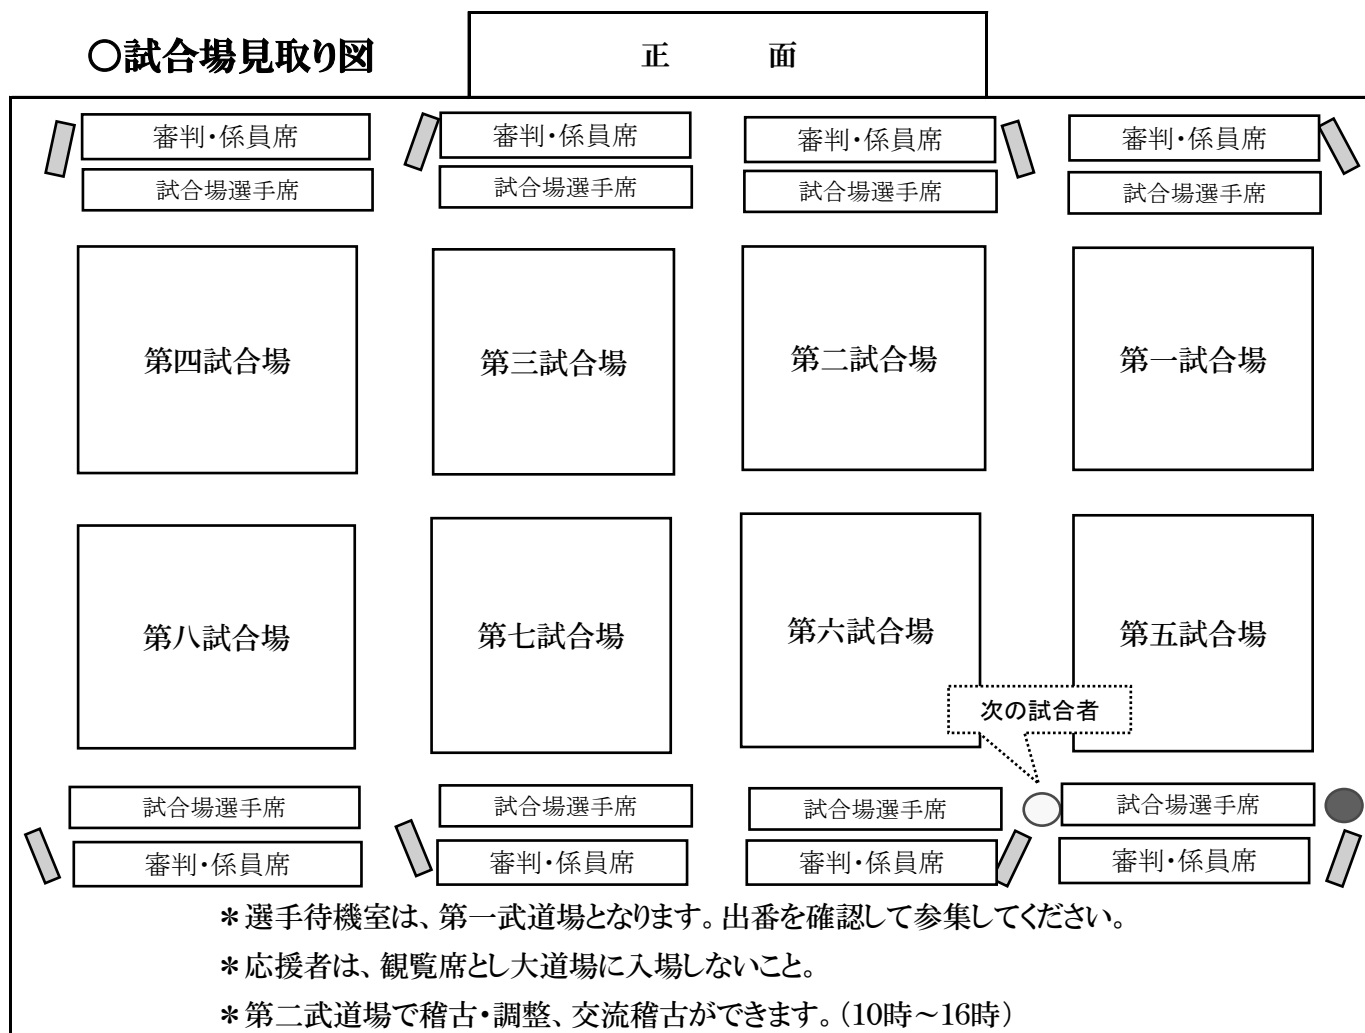 〇試合場見取り図
正　面
審判・係員席
審判・係員席
審判・係員席
審判・係員席
試合場選手席
試合場選手席
試合場選手席
試合場選手席
第四試合場
第三試合場
第二試合場
第一試合場
第八試合場
第七試合場
第六試合場
第五試合場
次の試合者
試合場選手席
試合場選手席
試合場選手席
試合場選手席
審判・係員席
審判・係員席
審判・係員席
審判・係員席
＊選手待機室は、第一武道場となります。出番を確認して参集してください。
＊応援者は、観覧席とし大道場に入場しないこと。
＊第二武道場で稽古・調整、交流稽古ができます。（10時～16時）